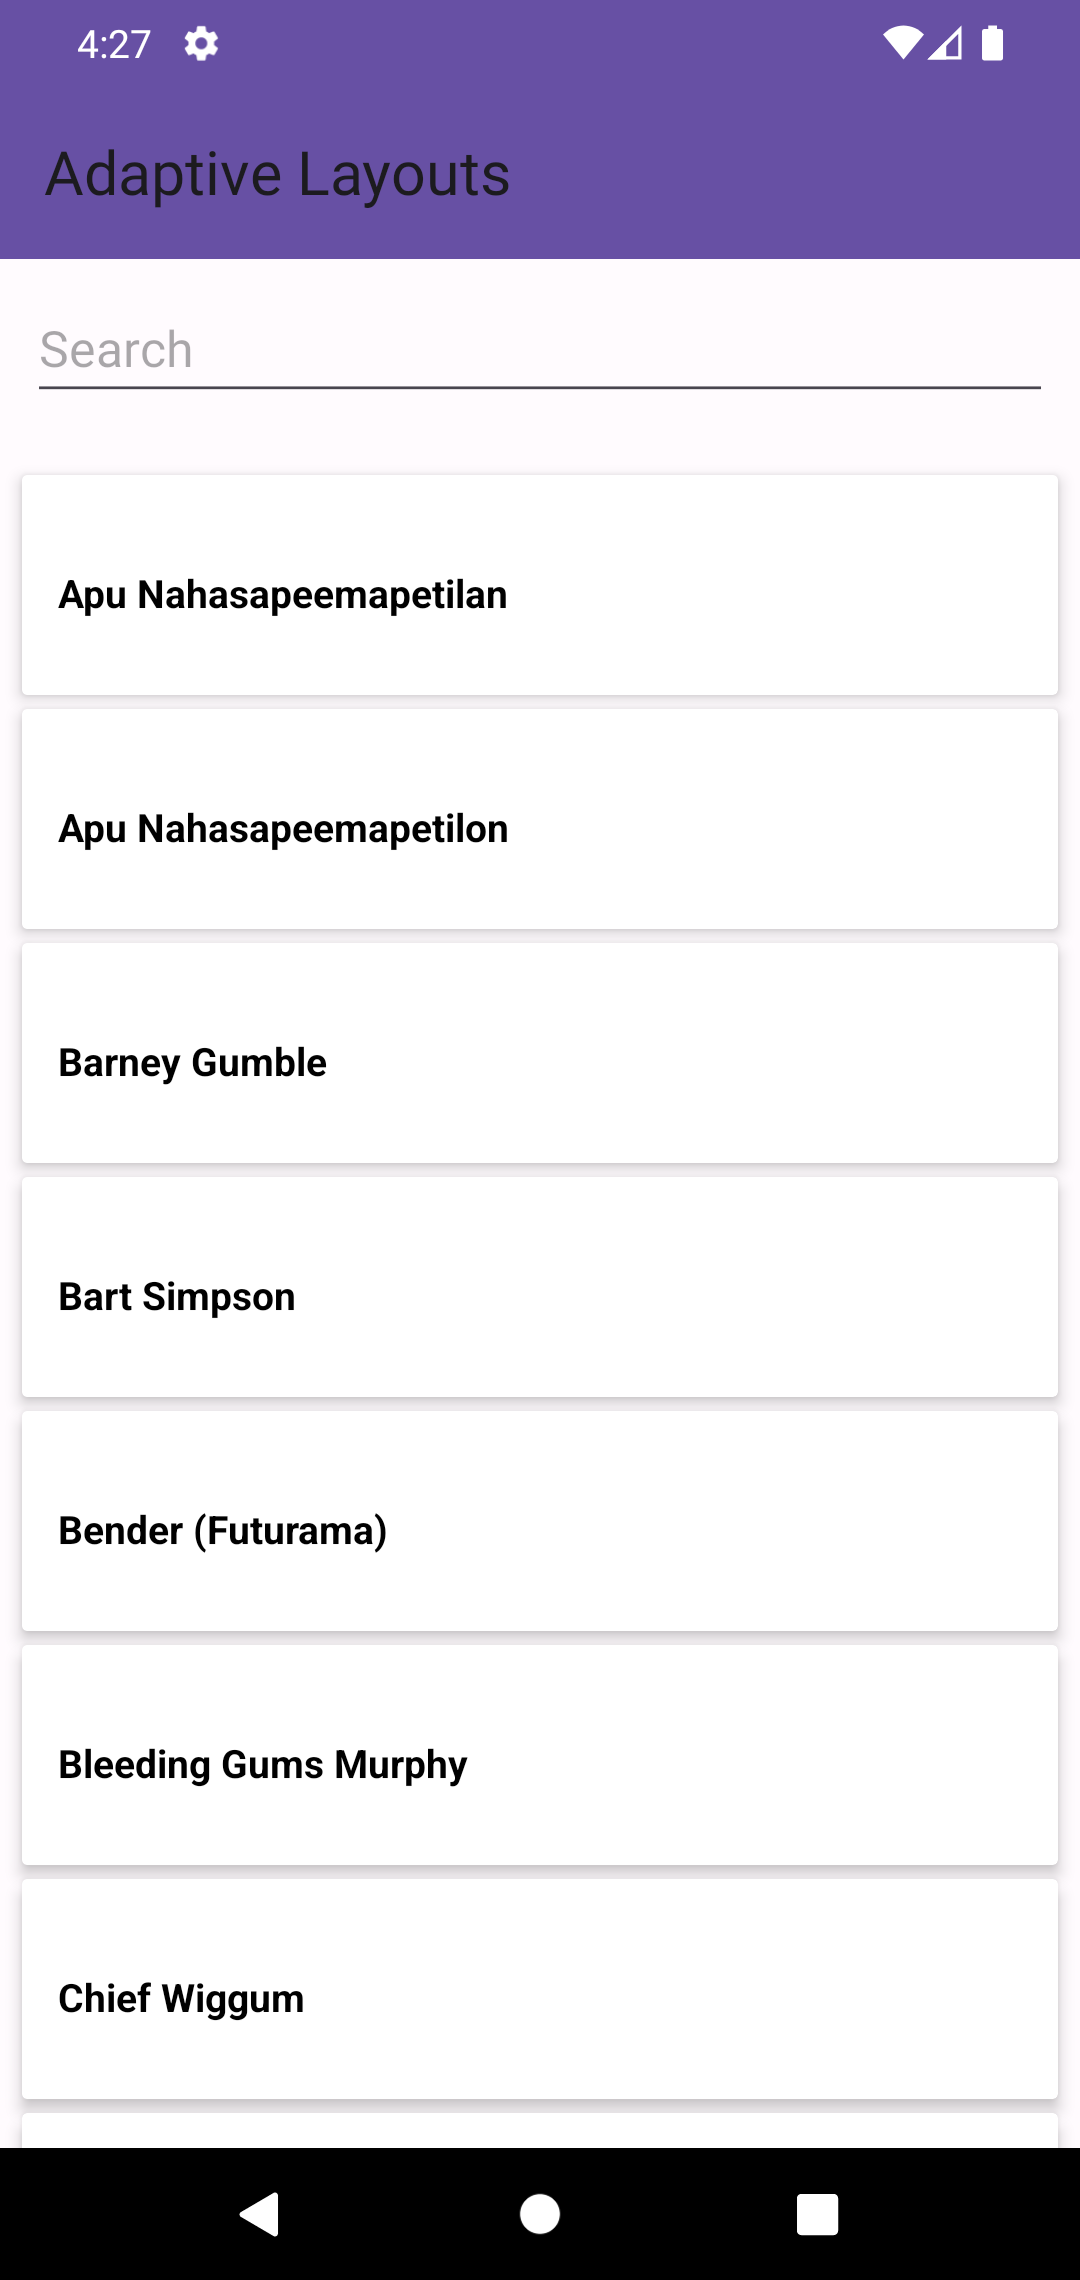 4:27
Adaptive Layouts
Search
Apu Nahasapeemapetilan
Apu Nahasapeemapetilon
Barney Gumble
Bart Simpson
Bender (Futurama)
Bleeding Gums Murphy
Chief Wiggum